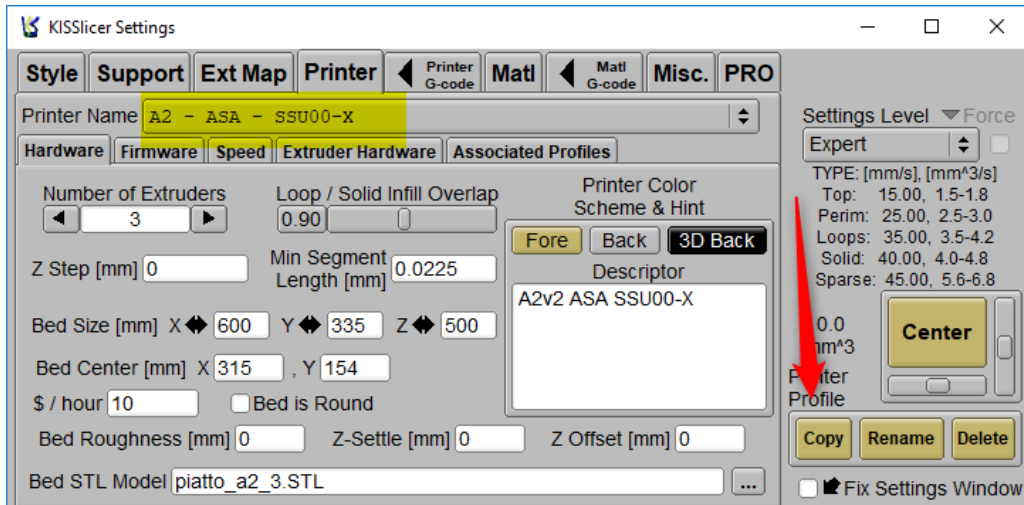 KISSlicer Settings
Style Support Ext Map Printer Printer G-code Matl Matl G-code Misc. PRO
Printer Name A2 - ASA - SSU00-X
Hardware Firmware Speed Extruder Hardware Associated Profiles
Number of Extruders
3
Loop / Solid Infill Overlap
0.90
Z Step [mm] 0
Min Segment
Length [mm] 0.0225
Bed Size [mm] X 600 Y 335 Z 500
Bed Center [mm] X 315 , Y 154
$ / hour 10 Bed is Round
Printer Color
Scheme & Hint
Fore Back 3D Back
Descriptor
A2v2 ASA SSU00-X
Bed Roughness [mm] 0 Z-Settle [mm] 0 Z Offset [mm] 0
Bed STL Model piatto_a2_3.STL ...
Settings Level Force
Expert
TYPE: [mm/s], [mm^3/s]
Top: 15.00, 1.5-1.8
Perim: 25.00, 2.5-3.0
Loops: 35.00, 3.5-4.2
Solid: 40.00, 4.0-4.8
Sparse: 45.00, 5.6-6.8
0.0
mm^3
Center
Printer
Profile
Copy Rename Delete
Fix Settings Window